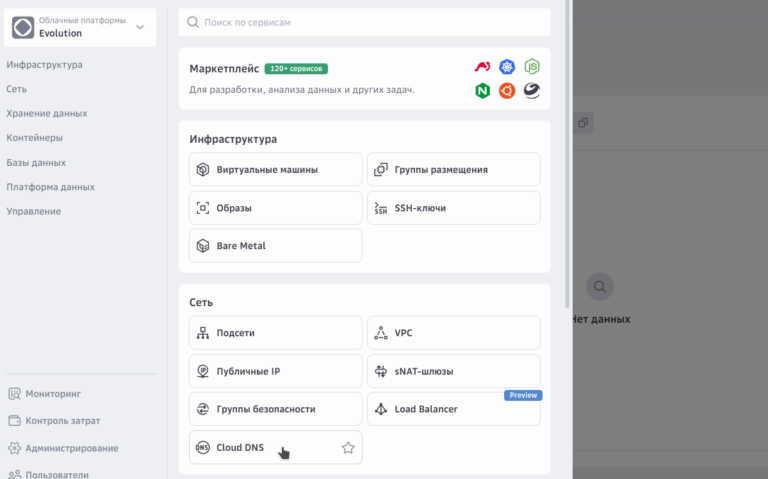 Облачные платформы
Evolution
Инфраструктура
Сеть
Хранение данных
Контейнеры
Базы данных
Платформа данных
Управление
Мониторинг
Контроль затрат
Администрирование
Пользователи
Поиск по сервисам
Маркетплейс 120+ сервисов
Для разработки, анализа данных и других задач.
Инфраструктура
Виртуальные машины
Группы размещения
Образы
SSH-ключи
Bare Metal
Сеть
Подсети
VPC
Публичные IP
sNAT-шлюзы
Группы безопасности
Preview
Load Balancer
DNS
Cloud DNS
Нет данных